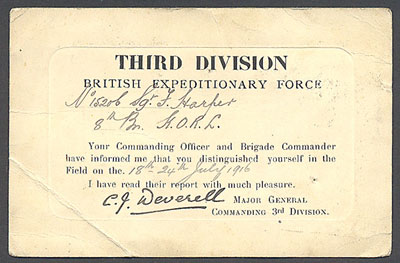 THIRD DIVISION
BRITISH EXPEDITIONARY FORCE
No 15206 Sgt. F. Harper
8th Bn. K.O.R.L.
Your Commanding Officer and Brigade Commander
have informed me that you distinguished yourself in the
Field on the 18th-24th July 1916
I have read their report with much pleasure.
C.J. Deverell MAJOR GENERAL
COMMANDING 3rd DIVISION.